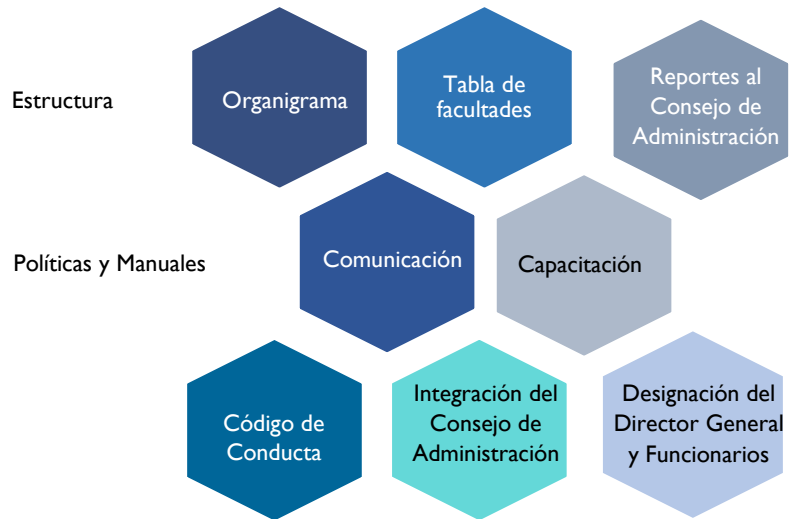 Estructura
Organigrama
Tabla de
facultades
Reportes al
Consejo de
Administración
Políticas y Manuales
Comunicación
Capacitación
Código de
Conducta
Integración del
Consejo de
Administración
Designación del
Director General
y Funcionarios